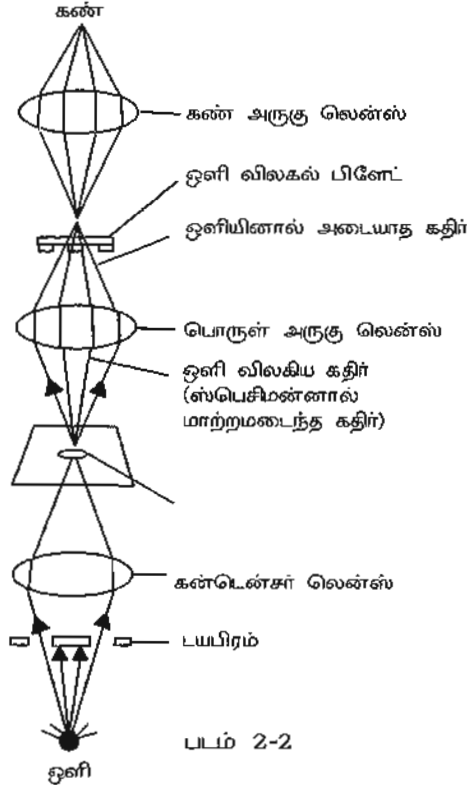 கண்
கண் அருகு லென்ஸ்
ஒளி விலகல் பிளேட்
ஒளியினால் அடையாத கதிர்
பொருள் அருகு லென்ஸ்
ஒளி விலகிய கதிர்
(ஸ்பெசிமன்னால்
மாற்றமடைந்த கதிர்)
கன்டென்சர் லென்ஸ்
டயபிரம்
படம் 2-2
ஒளி